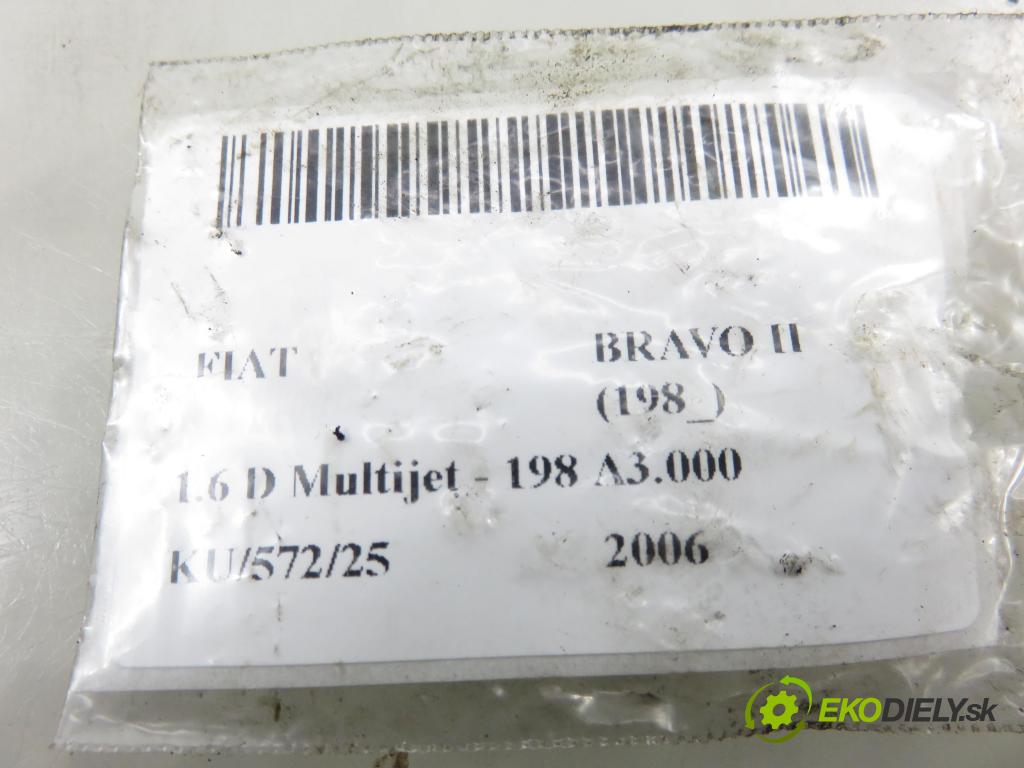 FIAT BRAVO II
(198_)
1.6 D Multijet - 198 A3.000
KU/572/25 2006
EKODIELY.sk